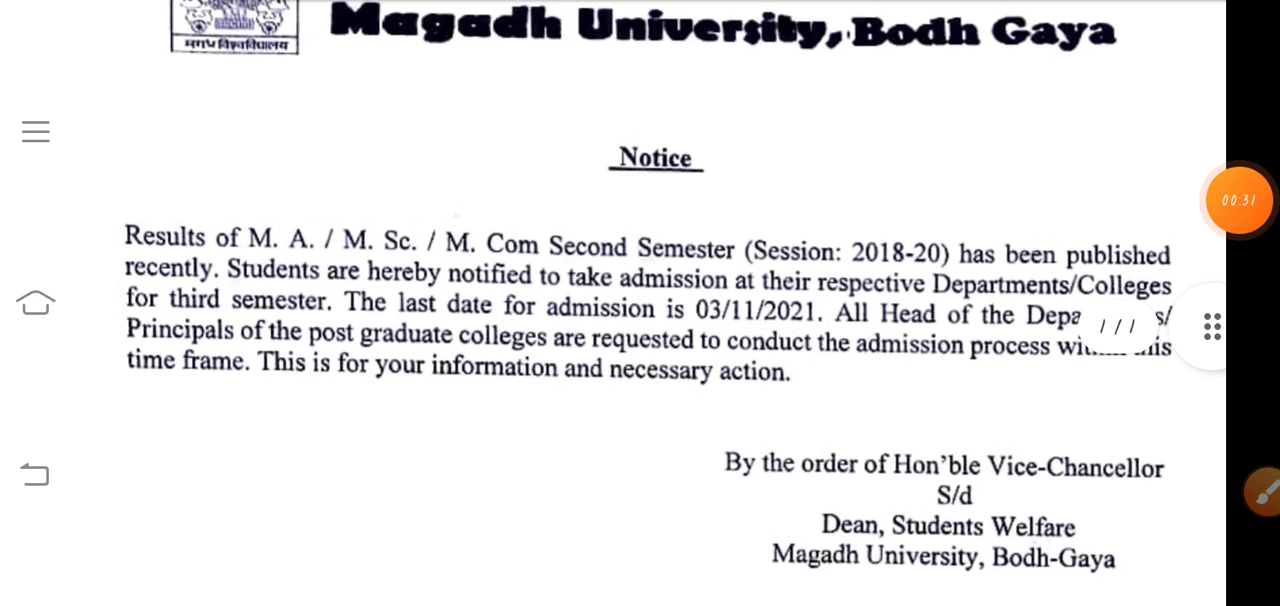 मगध विश्वविद्यालय
Magadh University, Bodh Gaya
Notice
00:31
Results of M. A. / M. Sc. / M. Com Second Semester (Session: 2018-20) has been published
recently. Students are hereby notified to take admission at their respective Departments/Colleges
for third semester. The last date for admission is 03/11/2021. All Head of the Depa s/
1 / 1
Principals of the post graduate colleges are requested to conduct the admission process
time frame. This is for your information and necessary action.
By the order of Hon'ble Vice-Chancellor
S/d
Dean, Students Welfare
Magadh University, Bodh-Gaya